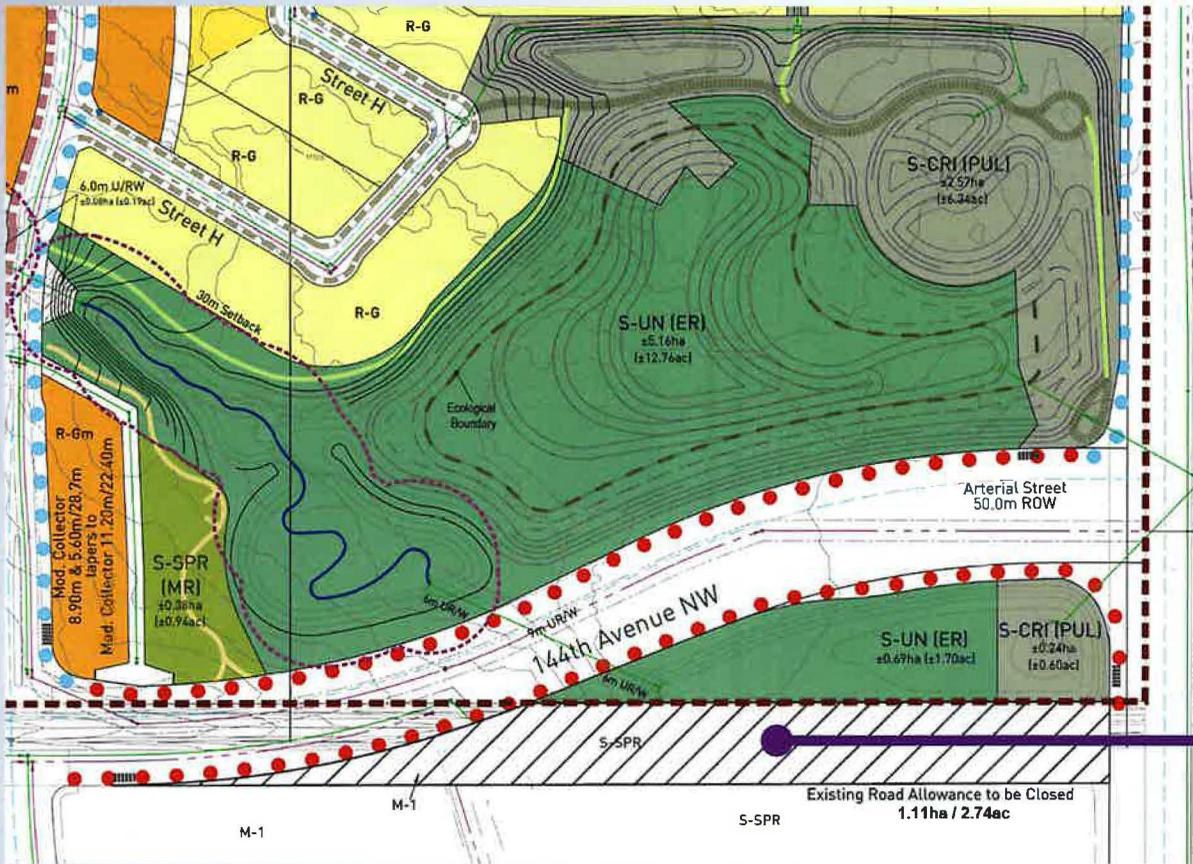 R-G
m
Street H
R-G
R-G
6.0m U/RW
±0.08ha (±0.19ac)
Street H
S-CRI (PUL)
±2.57ha
(±6.34ac)
30m Setback
R-G
S-UN (ER)
±5.16ha
(±12.76ac)
Ecological
Boundary
R-Gm
Mod. Collector
8.90m & 5.60m/28.7m
tapers to
Mod. Collector 11.20m/22.40m
S-SPR
(MR)
±0.38ha
(±0.94ac)
Arterial Street
50.0m ROW
6m UR/W
9m UR/W
144th Avenue NW
6m UR/W
S-UN (ER)
±0.69ha (±1.70ac)
S-CRI (PUL)
±0.24ha
(±0.60ac)
S-SPR
M-1
Existing Road Allowance to be Closed
1.11ha / 2.74ac
M-1
S-SPR